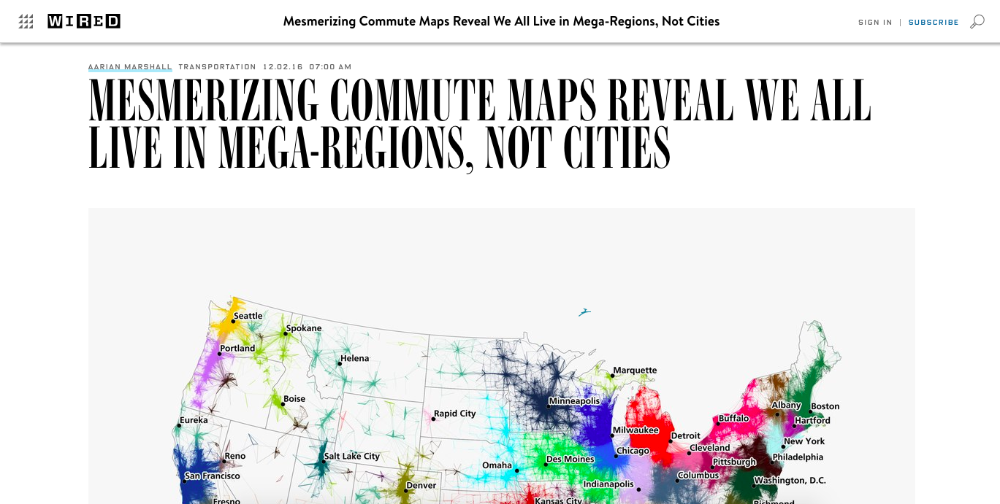 WIRED
Mesmerizing Commute Maps Reveal We All Live in Mega-Regions, Not Cities
SIGN IN | SUBSCRIBE
AARIAN MARSHALL TRANSPORTATION 12.02.16 07:00 AM
MESMERIZING COMMUTE MAPS REVEAL WE ALL
LIVE IN MEGA-REGIONS, NOT CITIES
Seattle
Spokane
Portland
Helena
Marquette
Boise
Minneapolis
Albany
Boston
Rapid City
Buffalo
Hartford
Eureka
Milwaukee
Detroit
New York
Cleveland
Chicago
Reno
Salt Lake City
Des Moines
Philadelphia
Omaha
Pittsburgh
San Francisco
Columbus
Washington, D.C.
Indianapolis
Denver
Fresno
Kansas City
Richmond